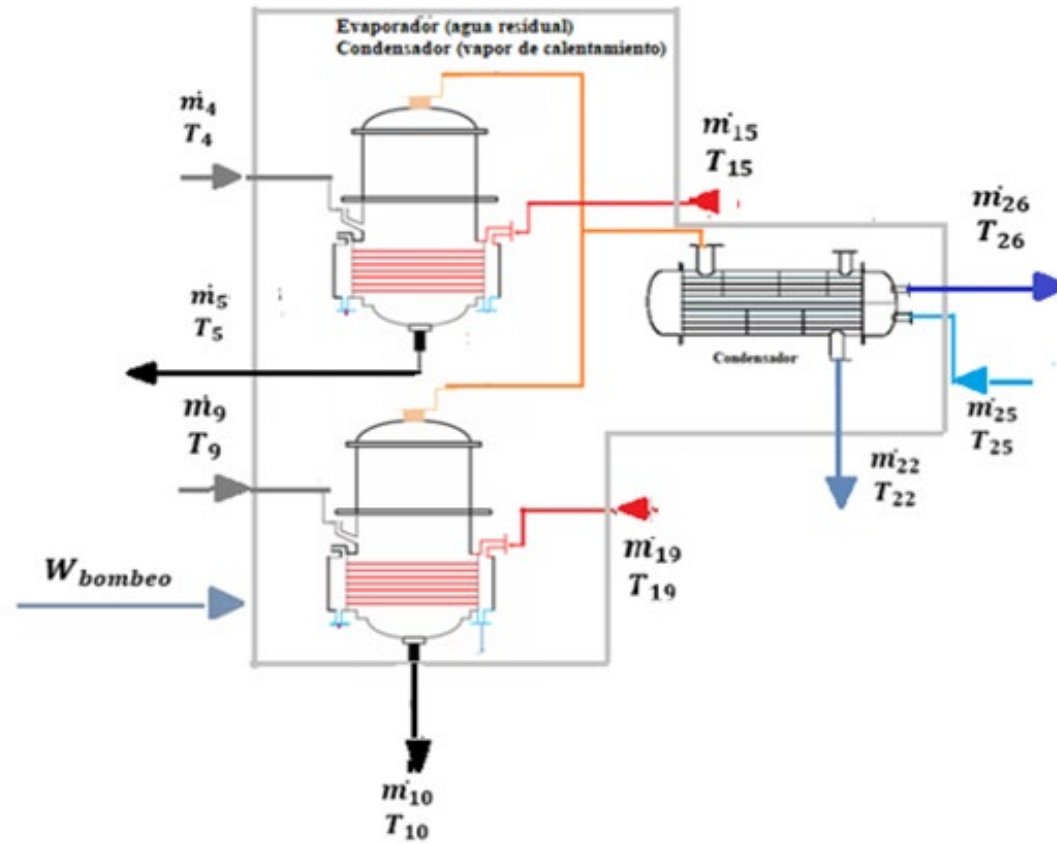 Evaporador (agua residual)
Condensador (vapor de calentamiento)
ṁ₄
T₄
ṁ₁₅
T₁₅
ṁ₂₆
T₂₆
ṁ₅
T₅
Condensador
ṁ₉
T₉
ṁ₂₅
T₂₅
ṁ₂₂
T₂₂
ṁ₁₉
T₁₉
W_bombeo
ṁ₁₀
T₁₀